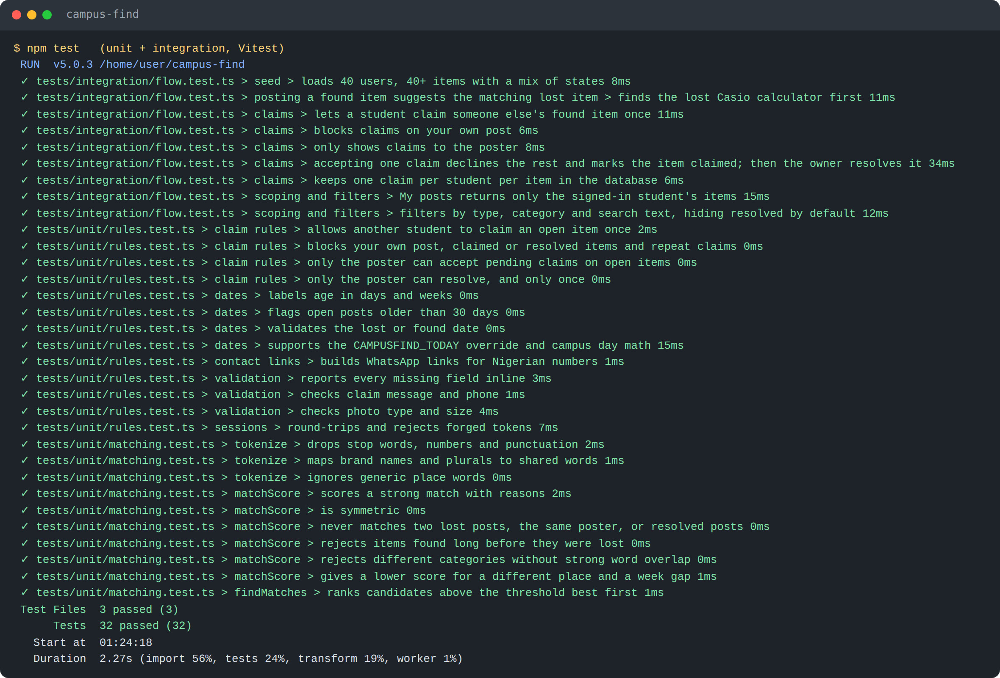 campus-find
$ npm test   (unit + integration, Vitest)
RUN  v5.0.3 /home/user/campus-find
✓ tests/integration/flow.test.ts > seed > loads 40 users, 40+ items with a mix of states 8ms
✓ tests/integration/flow.test.ts > posting a found item suggests the matching lost item > finds the lost Casio calculator first 11ms
✓ tests/integration/flow.test.ts > claims > lets a student claim someone else's found item once 11ms
✓ tests/integration/flow.test.ts > claims > blocks claims on your own post 6ms
✓ tests/integration/flow.test.ts > claims > only shows claims to the poster 8ms
✓ tests/integration/flow.test.ts > claims > accepting one claim declines the rest and marks the item claimed; then the owner resolves it 34ms
✓ tests/integration/flow.test.ts > claims > keeps one claim per student per item in the database 6ms
✓ tests/integration/flow.test.ts > scoping and filters > My posts returns only the signed-in student's items 15ms
✓ tests/integration/flow.test.ts > scoping and filters > filters by type, category and search text, hiding resolved by default 12ms
✓ tests/unit/rules.test.ts > claim rules > allows another student to claim an open item once 2ms
✓ tests/unit/rules.test.ts > claim rules > blocks your own post, claimed or resolved items and repeat claims 0ms
✓ tests/unit/rules.test.ts > claim rules > only the poster can accept pending claims on open items 0ms
✓ tests/unit/rules.test.ts > claim rules > only the poster can resolve, and only once 0ms
✓ tests/unit/rules.test.ts > dates > labels age in days and weeks 0ms
✓ tests/unit/rules.test.ts > dates > flags open posts older than 30 days 0ms
✓ tests/unit/rules.test.ts > dates > validates the lost or found date 0ms
✓ tests/unit/rules.test.ts > dates > supports the CAMPUSFIND_TODAY override and campus day math 15ms
✓ tests/unit/rules.test.ts > contact links > builds WhatsApp links for Nigerian numbers 1ms
✓ tests/unit/rules.test.ts > validation > reports every missing field inline 3ms
✓ tests/unit/rules.test.ts > validation > checks claim message and phone 1ms
✓ tests/unit/rules.test.ts > validation > checks photo type and size 4ms
✓ tests/unit/rules.test.ts > sessions > round-trips and rejects forged tokens 7ms
✓ tests/unit/matching.test.ts > tokenize > drops stop words, numbers and punctuation 2ms
✓ tests/unit/matching.test.ts > tokenize > maps brand names and plurals to shared words 1ms
✓ tests/unit/matching.test.ts > tokenize > ignores generic place words 0ms
✓ tests/unit/matching.test.ts > matchScore > scores a strong match with reasons 2ms
✓ tests/unit/matching.test.ts > matchScore > is symmetric 0ms
✓ tests/unit/matching.test.ts > matchScore > never matches two lost posts, the same poster, or resolved posts 0ms
✓ tests/unit/matching.test.ts > matchScore > rejects items found long before they were lost 0ms
✓ tests/unit/matching.test.ts > matchScore > rejects different categories without strong word overlap 0ms
✓ tests/unit/matching.test.ts > matchScore > gives a lower score for a different place and a week gap 1ms
✓ tests/unit/matching.test.ts > findMatches > ranks candidates above the threshold best first 1ms
Test Files  3 passed (3)
Tests  32 passed (32)
Start at  01:24:18
Duration  2.27s (import 56%, tests 24%, transform 19%, worker 1%)